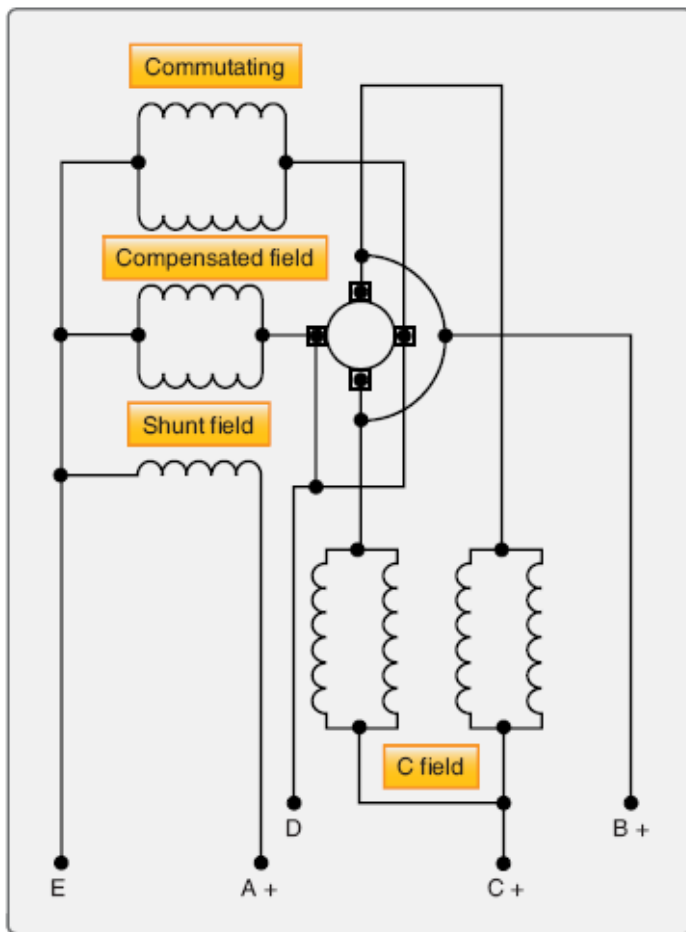 Commutating
Compensated field
Shunt field
C field
D
B +
E
A +
C +